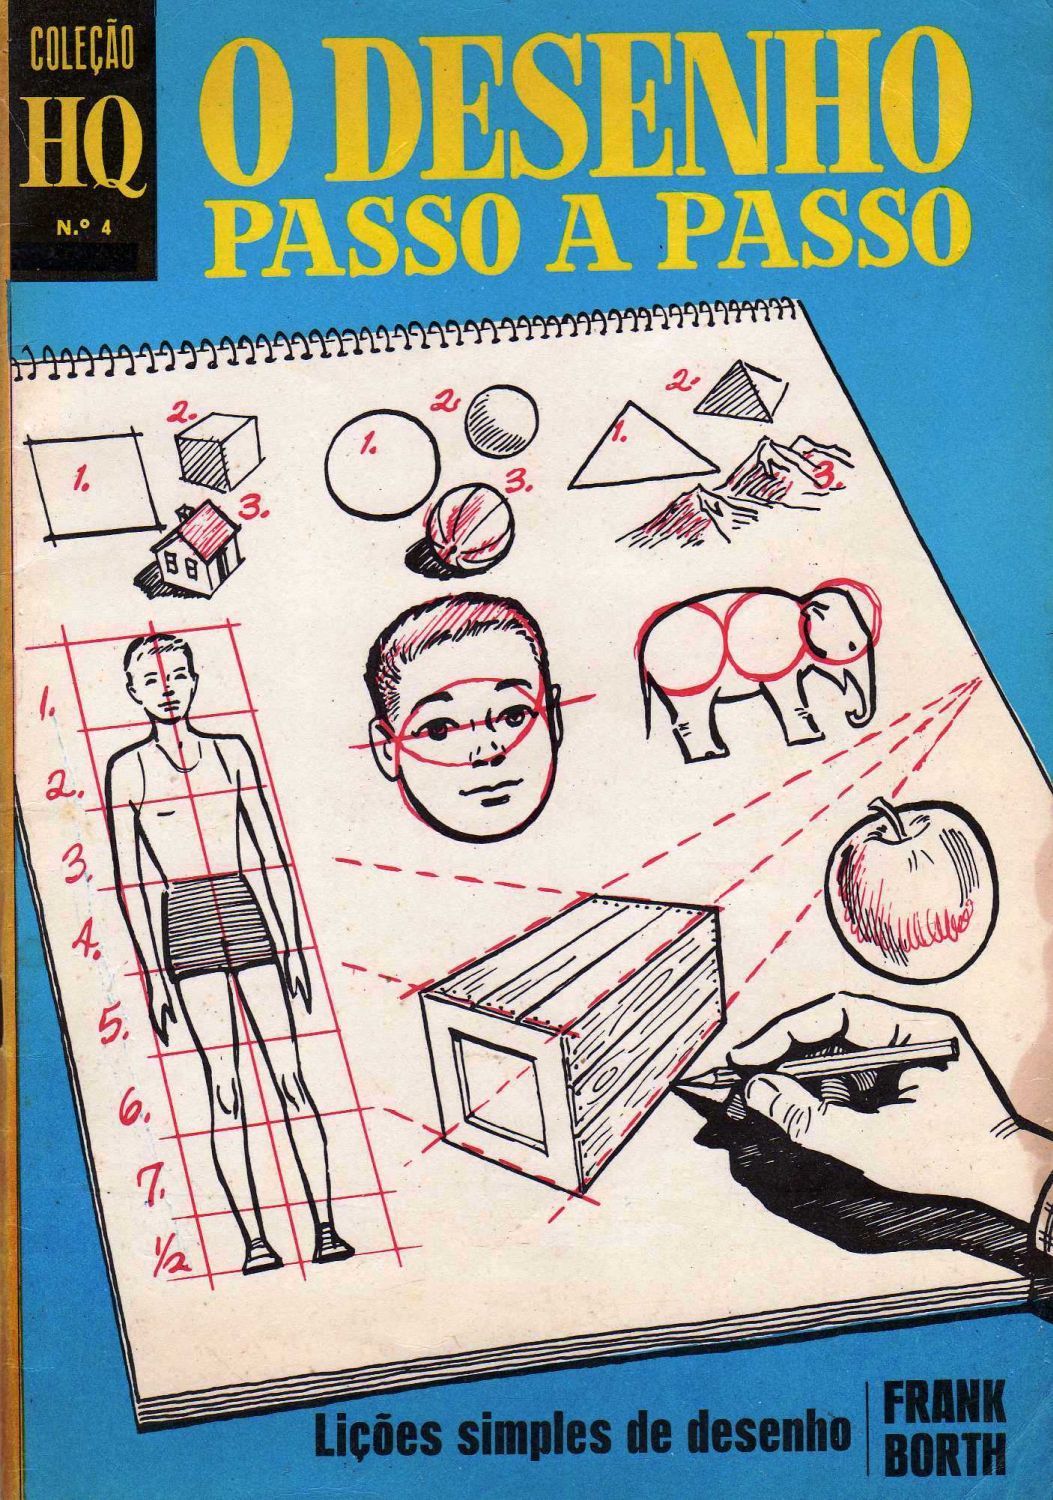 COLEÇÃO
HQ
N.º 4
O DESENHO
PASSO A PASSO
1.
2.
3.
1.
2.
3.
1.
2.
3.
1.
2.
3.
4.
5.
6.
7.
1/2
Lições simples de desenho
FRANK
BORTH